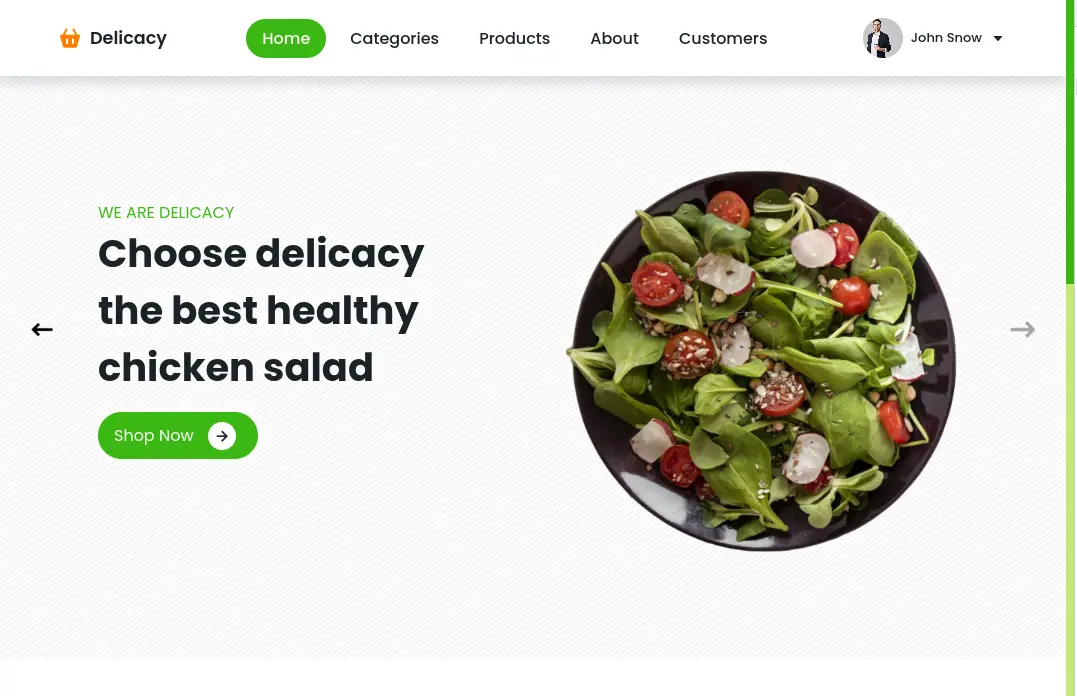 Delicacy
Home
Categories
Products
About
Customers
John Snow
WE ARE DELICACY
Choose delicacy
the best healthy
chicken salad
Shop Now